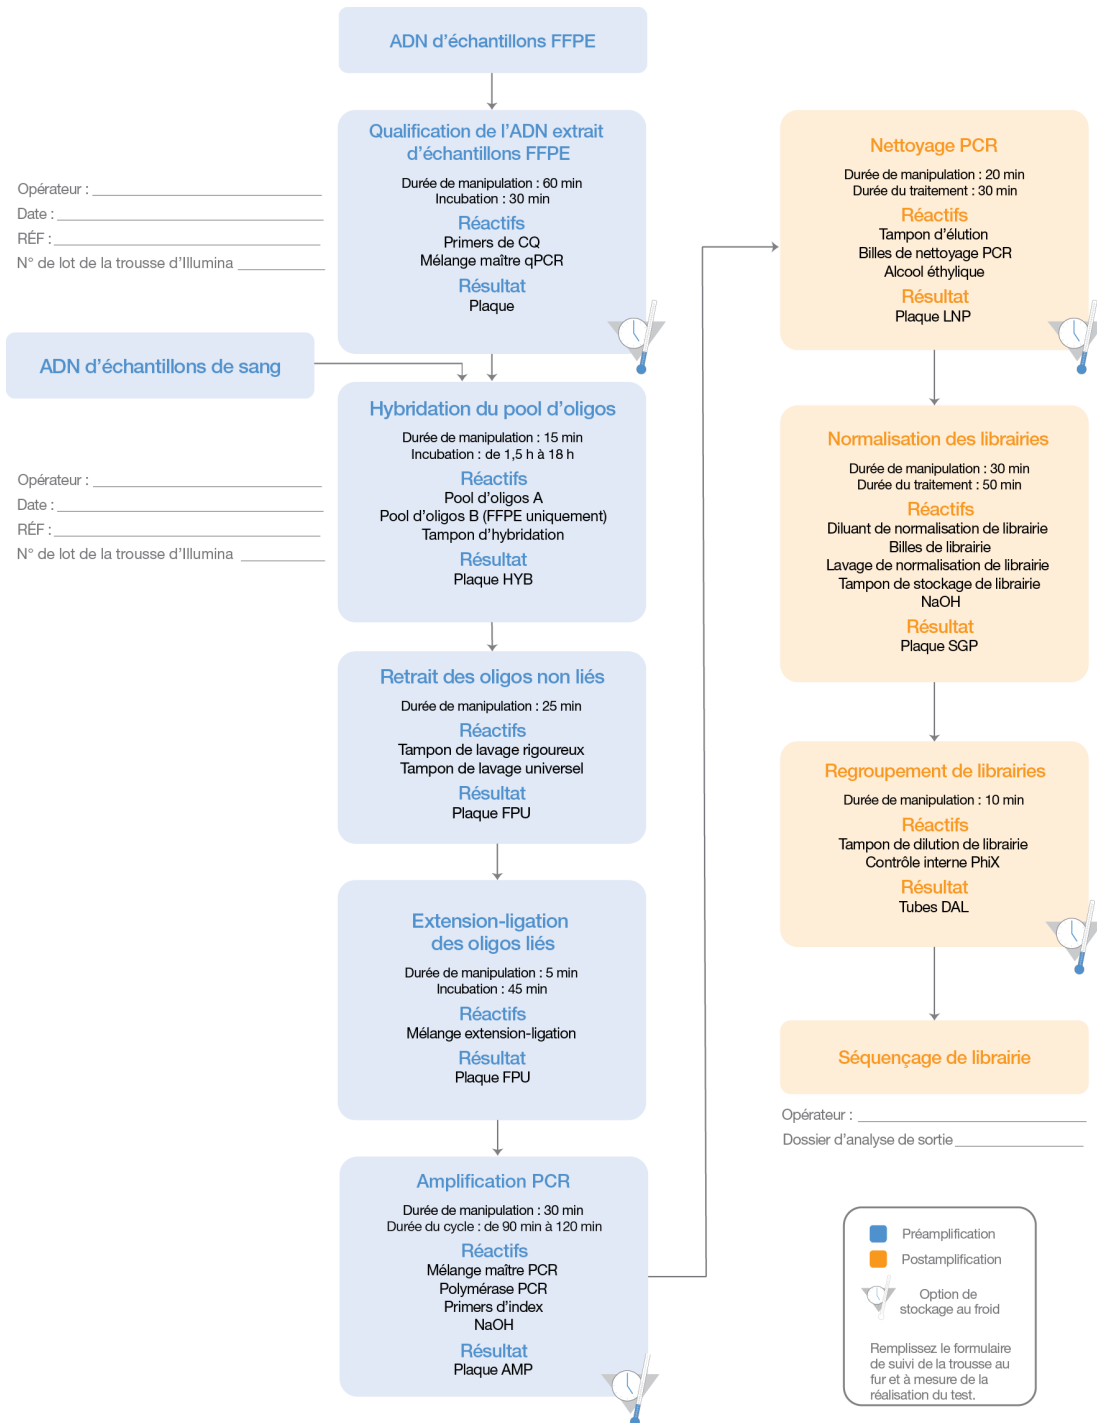 ADN d'échantillons FFPE
Qualification de l'ADN extrait
d'échantillons FFPE
Durée de manipulation : 60 min
Incubation : 30 min
Réactifs
Primers de CQ
Mélange maître qPCR
Résultat
Plaque
Opérateur :
Date :
RÉF :
N° de lot de la trousse d'Illumina
ADN d'échantillons de sang
Hybridation du pool d'oligos
Durée de manipulation : 15 min
Incubation : de 1,5 h à 18 h
Réactifs
Pool d'oligos A
Pool d'oligos B (FFPE uniquement)
Tampon d'hybridation
Résultat
Plaque HYB
Opérateur :
Date :
RÉF :
N° de lot de la trousse d'Illumina
Retrait des oligos non liés
Durée de manipulation : 25 min
Réactifs
Tampon de lavage rigoureux
Tampon de lavage universel
Résultat
Plaque FPU
Extension-ligation
des oligos liés
Durée de manipulation : 5 min
Incubation : 45 min
Réactifs
Mélange extension-ligation
Résultat
Plaque FPU
Amplification PCR
Durée de manipulation : 30 min
Durée du cycle : de 90 min à 120 min
Réactifs
Mélange maître PCR
Polymérase PCR
Primers d'index
NaOH
Résultat
Plaque AMP
Nettoyage PCR
Durée de manipulation : 20 min
Durée du traitement : 30 min
Réactifs
Tampon d'élution
Billes de nettoyage PCR
Alcool éthylique
Résultat
Plaque LNP
Normalisation des librairies
Durée de manipulation : 30 min
Durée du traitement : 50 min
Réactifs
Diluant de normalisation de librairie
Billes de librairie
Lavage de normalisation de librairie
Tampon de stockage de librairie
NaOH
Résultat
Plaque SGP
Regroupement de librairies
Durée de manipulation : 10 min
Réactifs
Tampon de dilution de librairie
Contrôle interne PhiX
Résultat
Tubes DAL
Séquençage de librairie
Opérateur :
Dossier d'analyse de sortie
Préamplification
Postamplification
Option de
stockage au froid
Remplissez le formulaire
de suivi de la trousse au
fur et à mesure de la
réalisation du test.